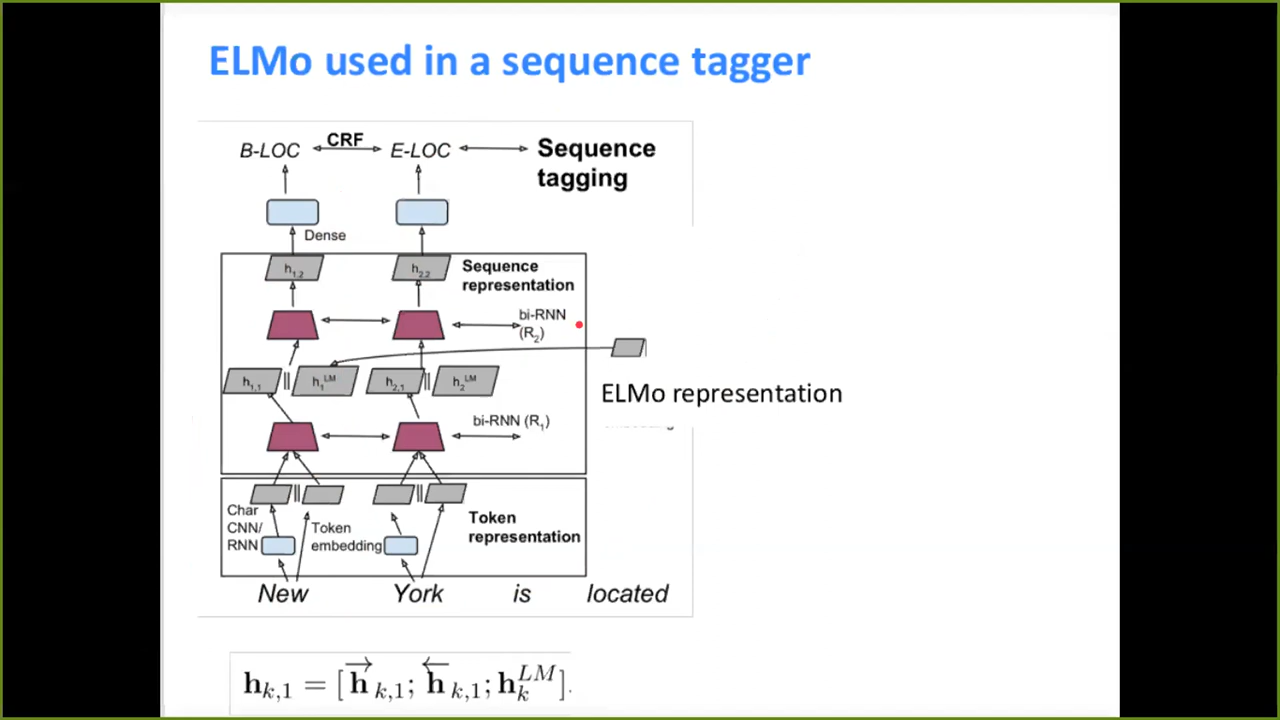 ELMo used in a sequence tagger
B-LOC CRF E-LOC Sequence
tagging
Dense
h1,2 h2,2 Sequence
representation
bi-RNN
(R2)
h1,1 || h1LM h2,1 || h2LM
ELMo representation
bi-RNN (R1)
|| ||
Char
CNN/
RNN
Token
embedding
Token
representation
New York is located
h k,1 = [→h k,1; ←h k,1; h k LM].